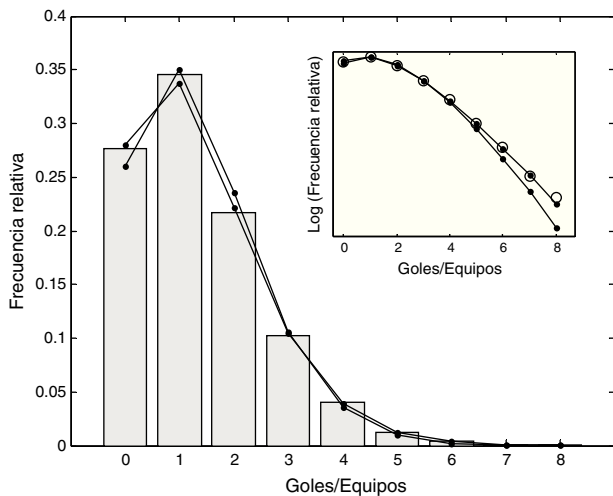 0.4
0.35
0.3
0.25
0.2
0.15
0.1
0.05
0
Frecuencia relativa
0 1 2 3 4 5 6 7 8
Goles/Equipos
Log (Frecuencia relativa)
0 2 4 6 8
Goles/Equipos